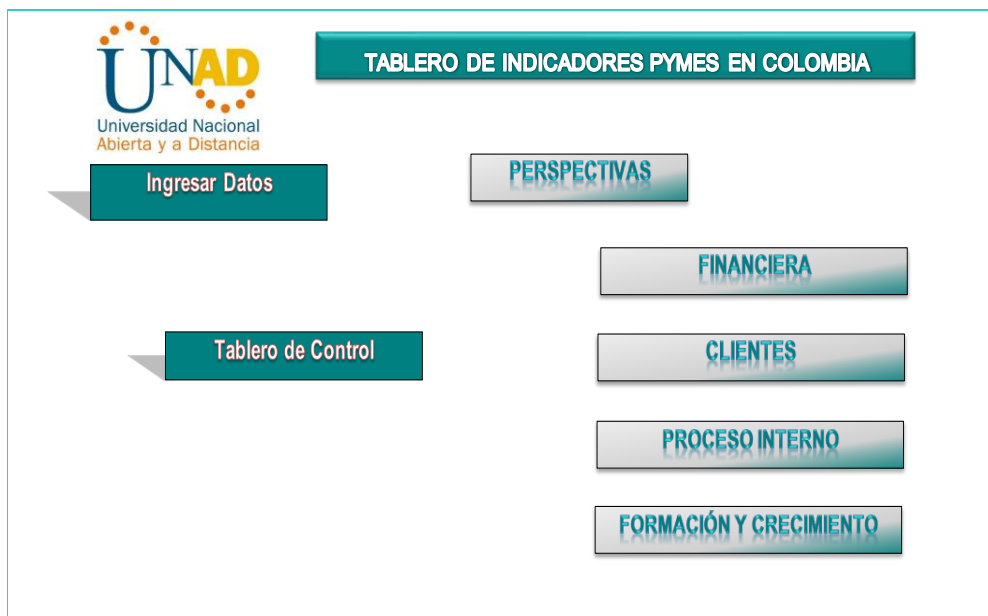 UNAD
Universidad Nacional
Abierta y a Distancia
TABLERO DE INDICADORES PYMES EN COLOMBIA
Ingresar Datos
PERSPECTIVAS
FINANCIERA
Tablero de Control
CLIENTES
PROCESO INTERNO
FORMACIÓN Y CRECIMIENTO